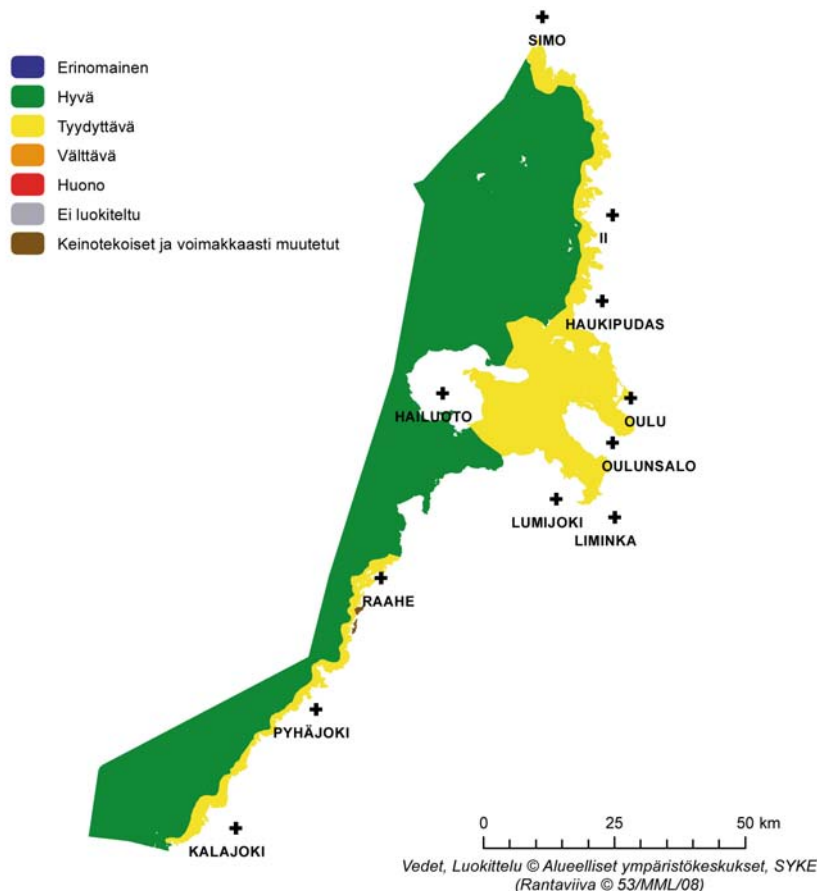 SIMO
Erinomainen
Hyvä
Tyydyttävä
Välttävä
Huono
Ei luokiteltu
Keinotekoiset ja voimakkaasti muutetut
II
HAUKIPUDAS
HAILUOTO
OULU
OULUNSALO
LUMIJOKI
LIMINKA
RAAHE
PYHÄJOKI
KALAJOKI
0 25 50 km
Vedet, Luokittelu © Alueelliset ympäristökeskukset, SYKE
(Rantaviiva © 53/MML/08)